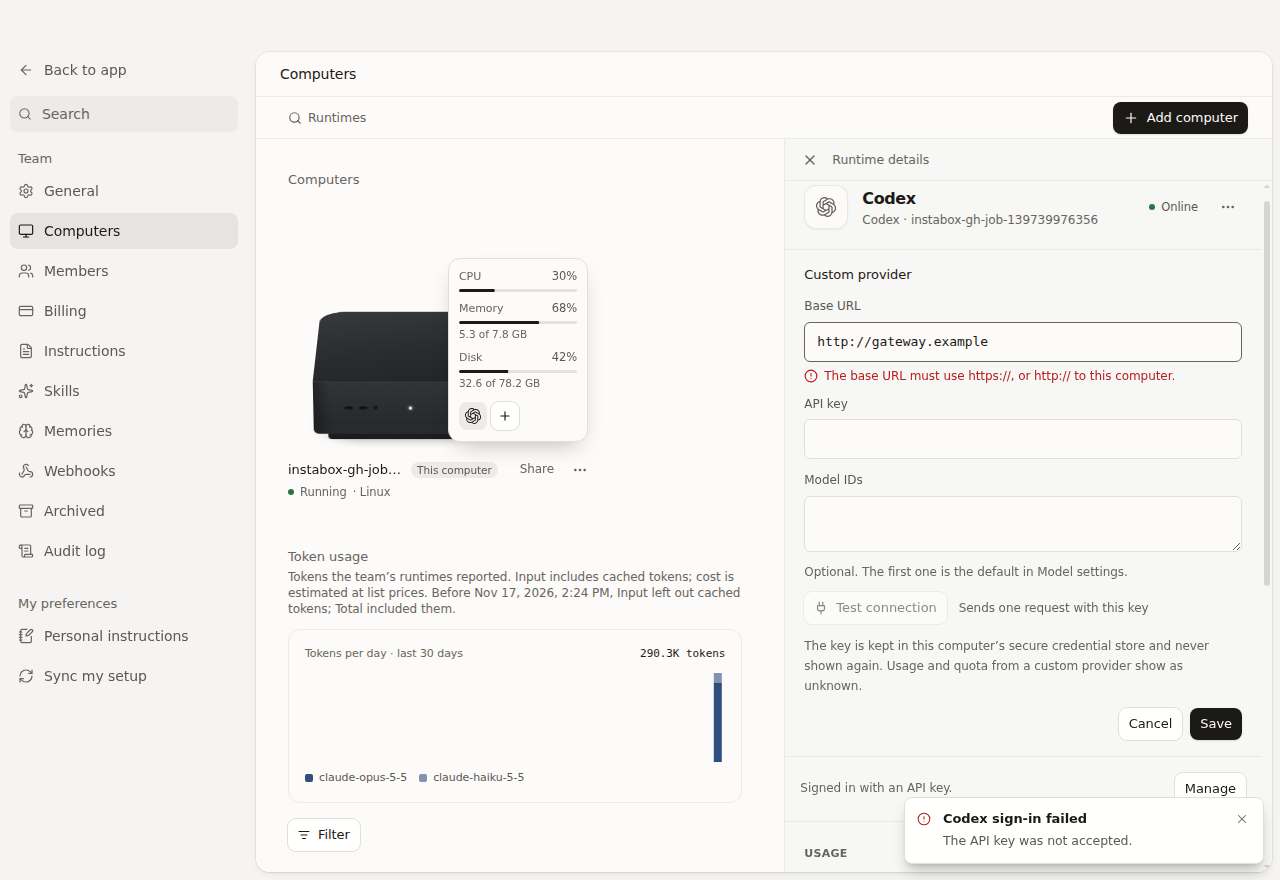 Back to app
Search
Team
General
Computers
Members
Billing
Instructions
Skills
Memories
Webhooks
Archived
Audit log
My preferences
Personal instructions
Sync my setup
Computers
Runtimes
Add computer
Computers
CPU 30%
Memory 68%
5.3 of 7.8 GB
Disk 42%
32.6 of 78.2 GB
instabox-gh-job… This computer Share
Running · Linux
Token usage
Tokens the team’s runtimes reported. Input includes cached tokens; cost is
estimated at list prices. Before Nov 17, 2026, 2:24 PM, Input left out cached
tokens; Total included them.
Tokens per day · last 30 days 290.3K tokens
claude-opus-5-5 claude-haiku-5-5
Filter
Runtime details
Codex
Codex · instabox-gh-job-139739976356
Online
Custom provider
Base URL
http://gateway.example
The base URL must use https://, or http:// to this computer.
API key
Model IDs
Optional. The first one is the default in Model settings.
Test connection Sends one request with this key
The key is kept in this computer’s secure credential store and never
shown again. Usage and quota from a custom provider show as
unknown.
Cancel Save
Signed in with an API key. Manage
USAGE
Codex sign-in failed
The API key was not accepted.